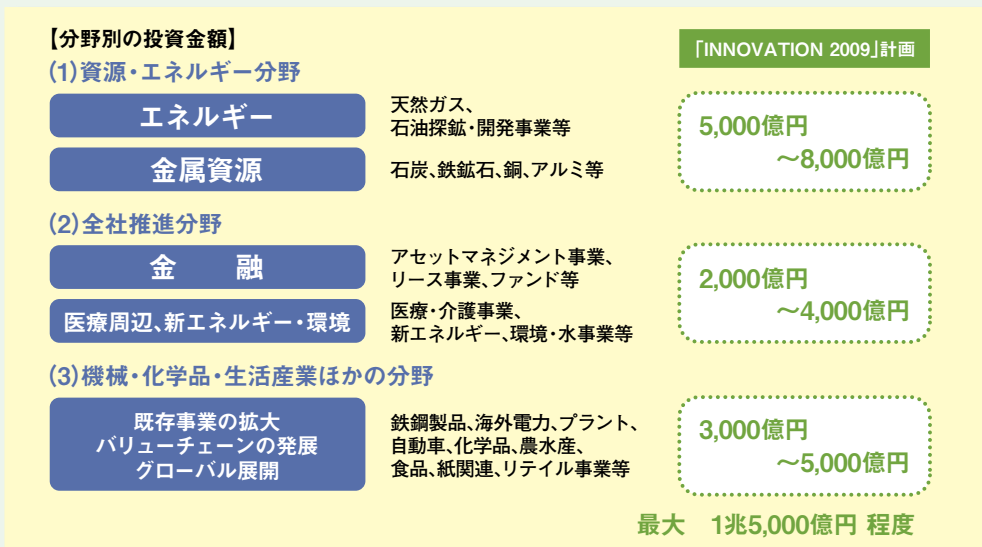 【分野別の投資金額】
「INNOVATION 2009」計画
(1)資源・エネルギー分野
エネルギー
天然ガス、
石油探鉱・開発事業等
金属資源
石炭、鉄鉱石、銅、アルミ等
5,000億円
～8,000億円
(2)全社推進分野
金　融
アセットマネジメント事業、
リース事業、ファンド等
医療周辺、新エネルギー・環境
医療・介護事業、
新エネルギー、環境・水事業等
2,000億円
～4,000億円
(3)機械・化学品・生活産業ほかの分野
既存事業の拡大
バリューチェーンの発展
グローバル展開
鉄鋼製品、海外電力、プラント、
自動車、化学品、農水産、
食品、紙関連、リテイル事業等
3,000億円
～5,000億円
最大　1兆5,000億円 程度